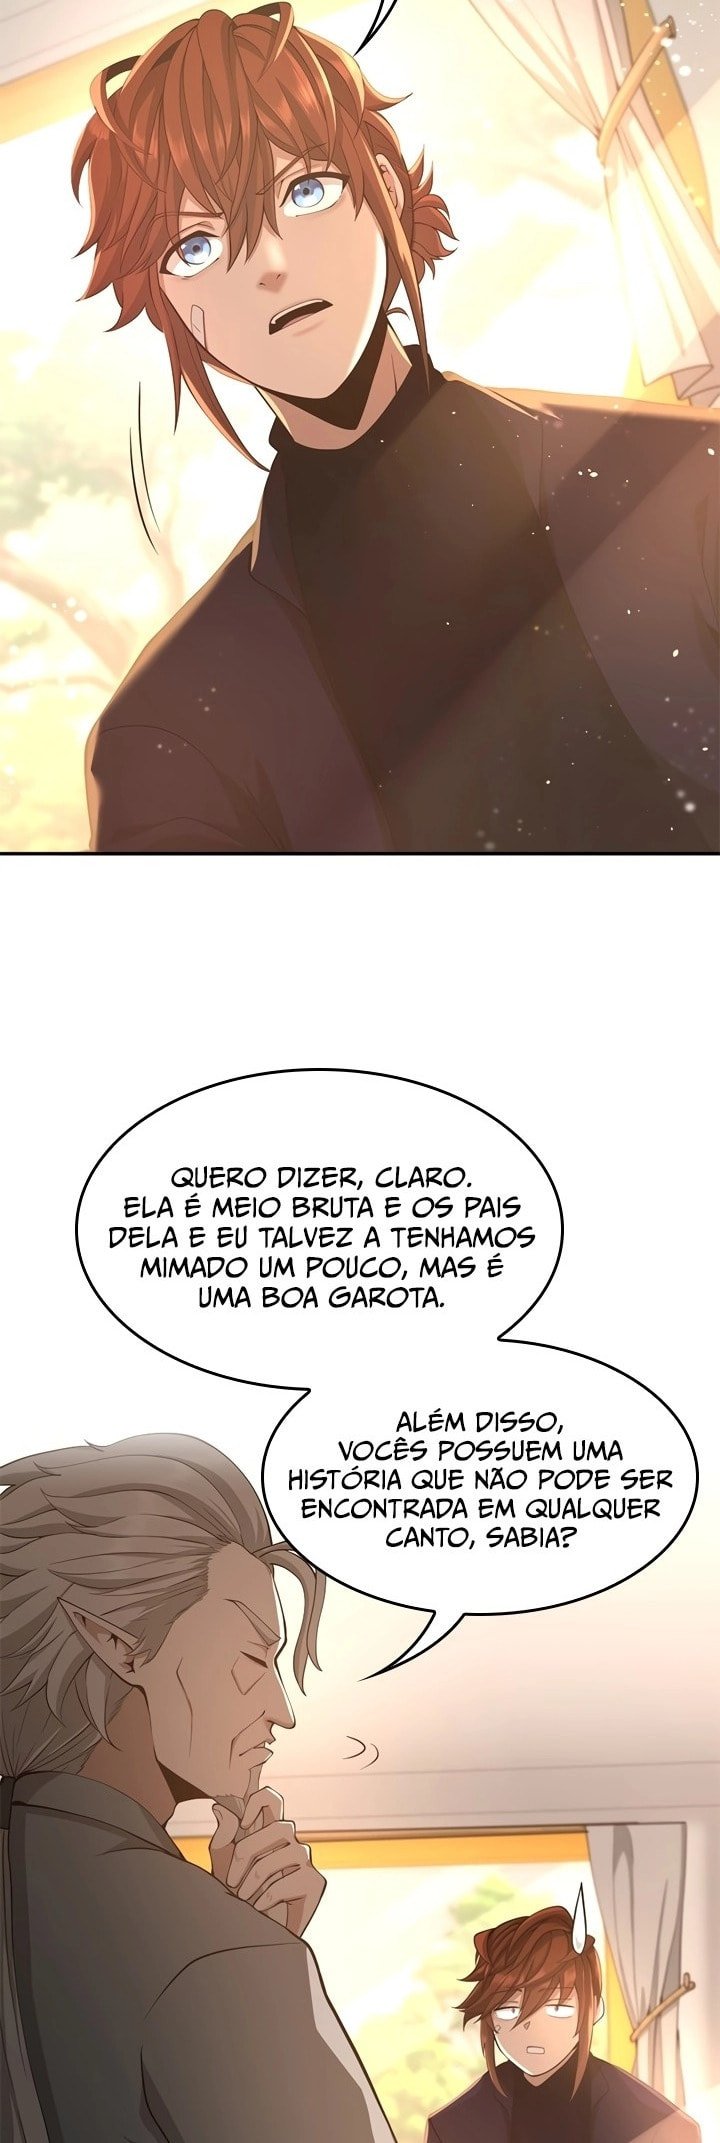 QUERO DIZER, CLARO.
ELA É MEIO BRUTA E OS PAIS
DELA E EU TALVEZ A TENHAMOS
MIMADO UM POUCO, MAS É
UMA BOA GAROTA.
ALÉM DISSO,
VOCÊS POSSUEM UMA
HISTÓRIA QUE NÃO PODE SER
ENCONTRADA EM QUALQUER
CANTO, SABIA?